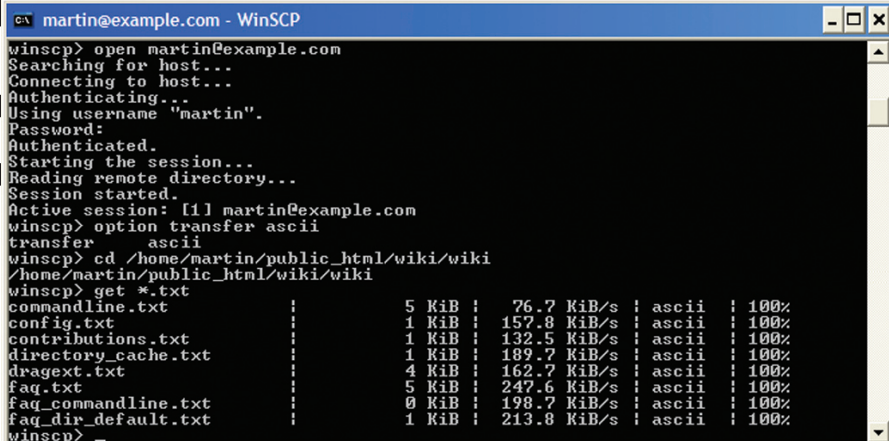 martin@example.com - WinSCP
winscp> open martin@example.com
Searching for host...
Connecting to host...
Authenticating...
Using username "martin".
Password:
Authenticated.
Starting the session...
Reading remote directory...
Session started.
Active session: [1] martin@example.com
winscp> option transfer ascii
transfer      ascii
winscp> cd /home/martin/public_html/wiki/wiki
/home/martin/public_html/wiki/wiki
winscp> get *.txt
commandline.txt           |            5 KiB |   76.7 KiB/s | ascii  | 100%
config.txt                |            1 KiB |  157.8 KiB/s | ascii  | 100%
contributions.txt         |            1 KiB |  132.5 KiB/s | ascii  | 100%
directory_cache.txt       |            1 KiB |  189.7 KiB/s | ascii  | 100%
dragext.txt               |            4 KiB |  162.7 KiB/s | ascii  | 100%
faq.txt                   |            5 KiB |  247.6 KiB/s | ascii  | 100%
faq_commandline.txt       |            0 KiB |  198.7 KiB/s | ascii  | 100%
faq_dir_default.txt       |            1 KiB |  213.8 KiB/s | ascii  | 100%
winscp> _